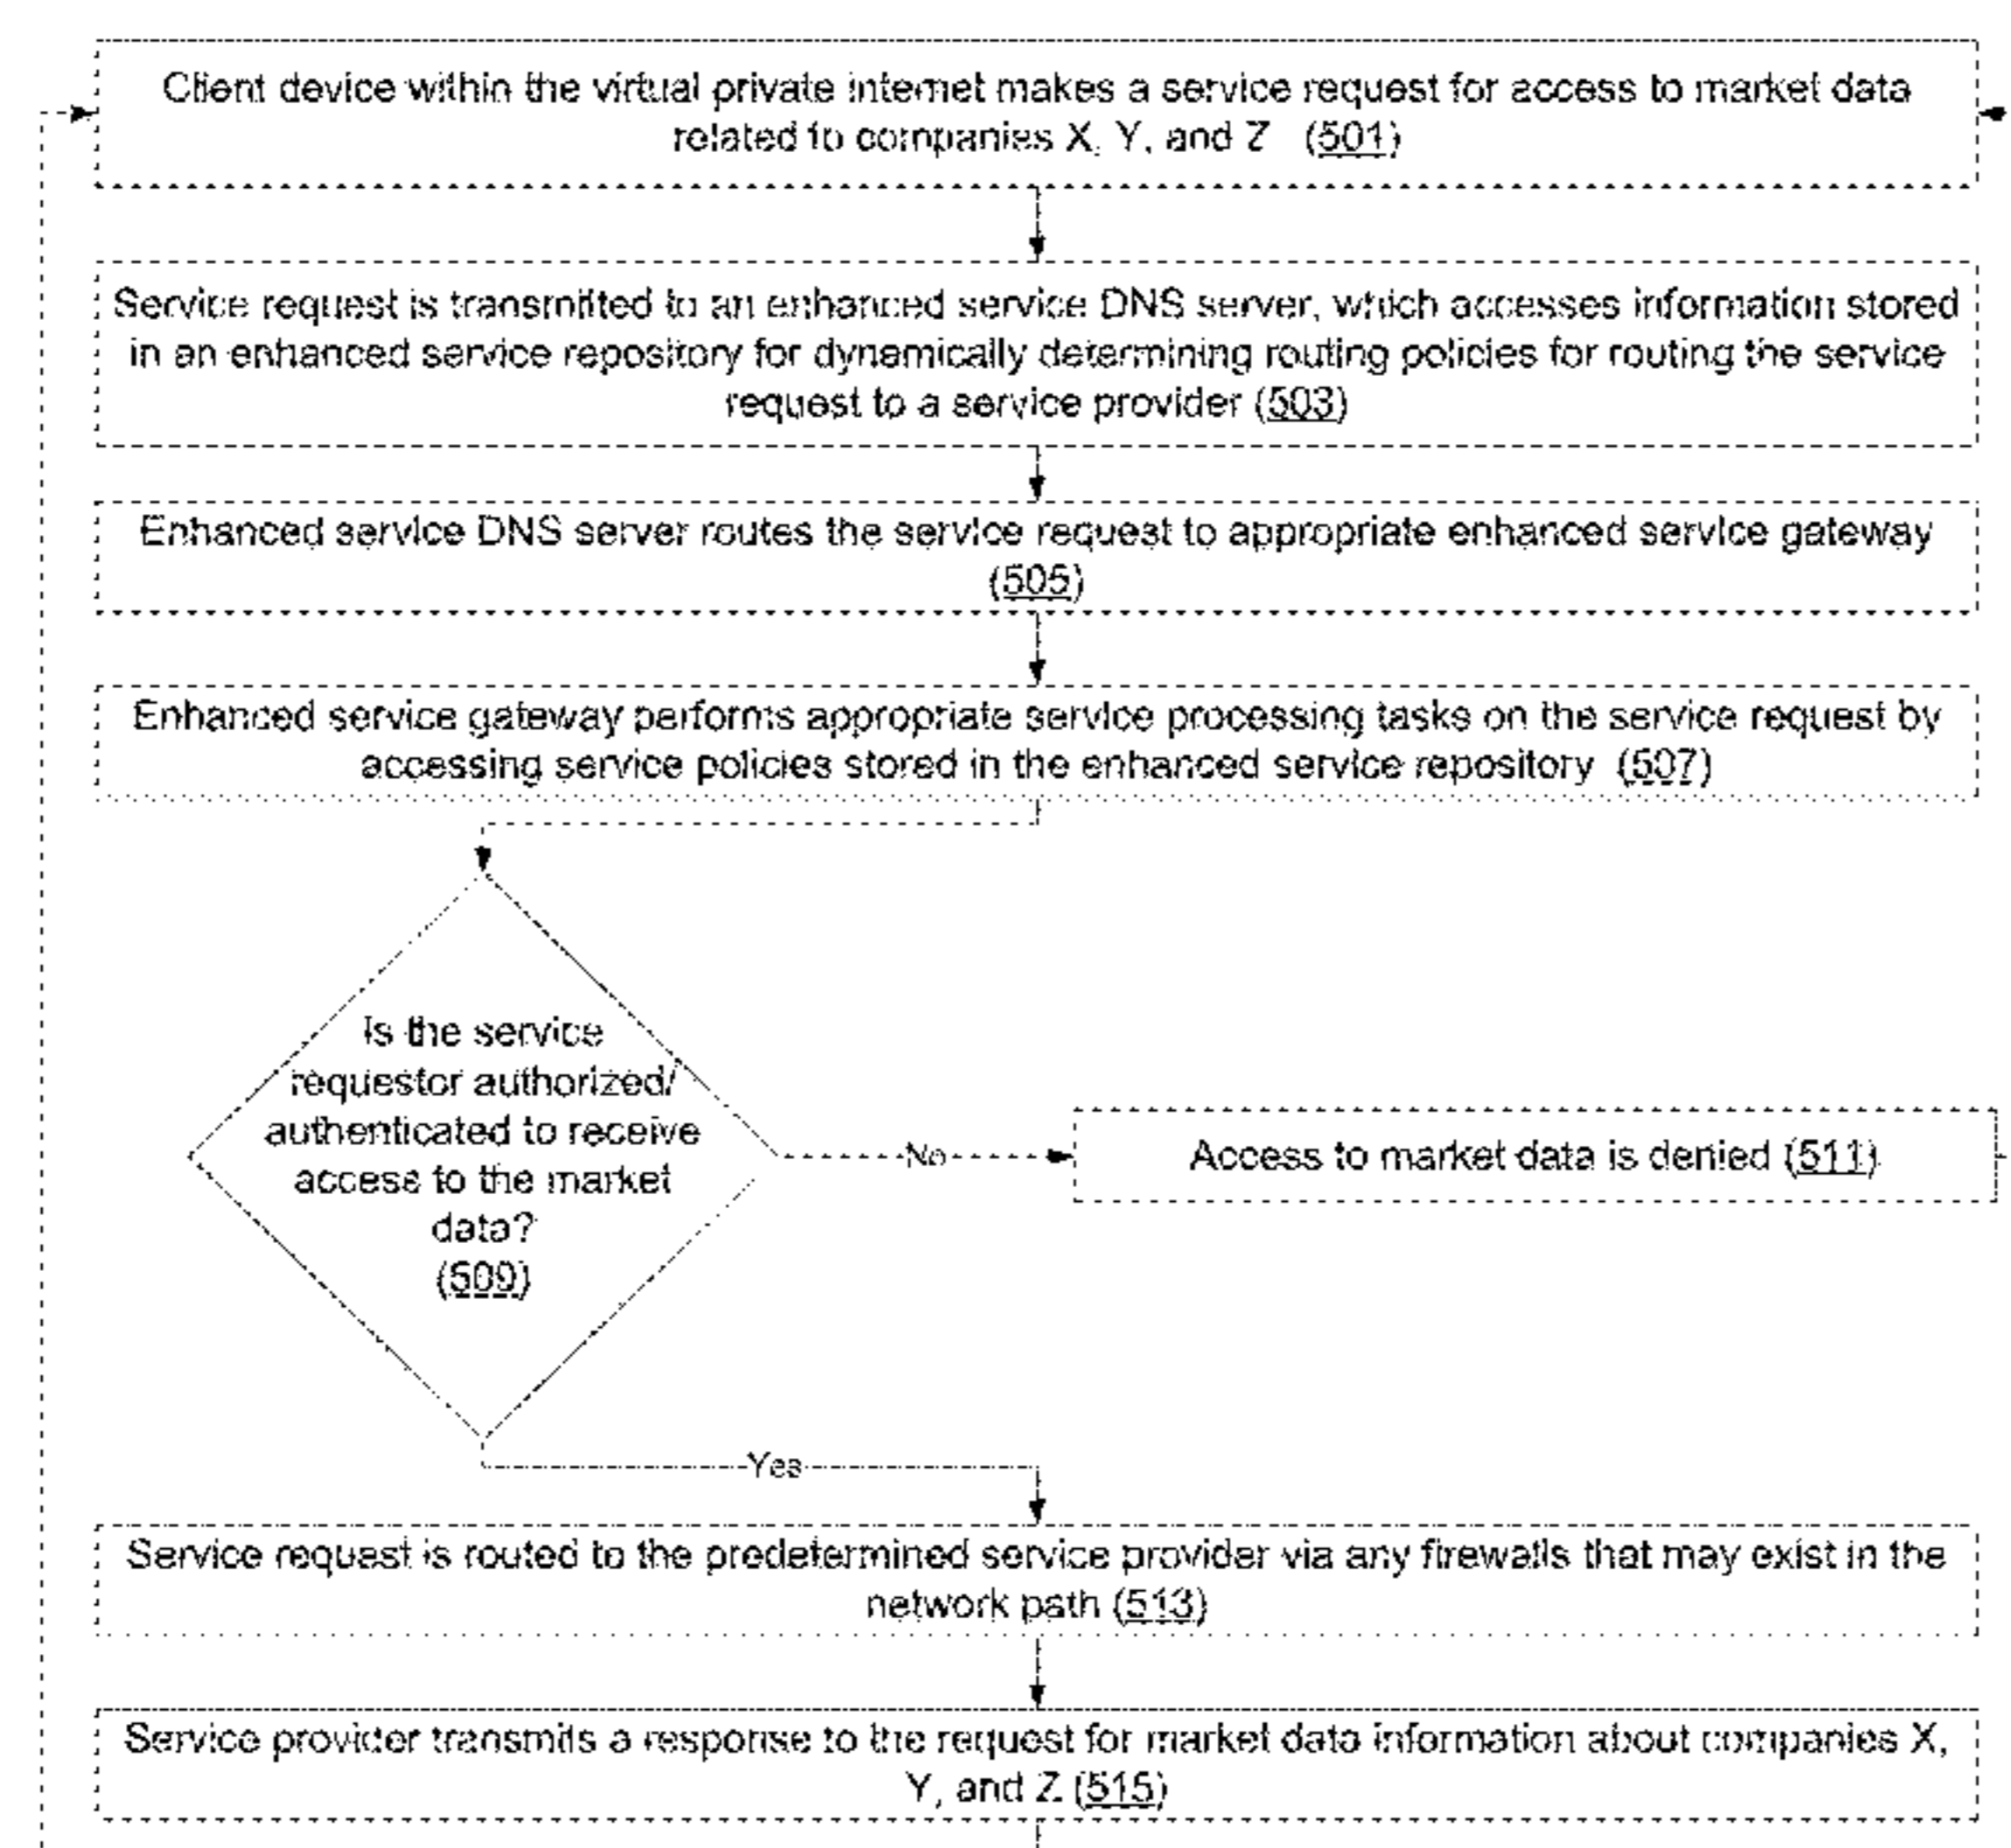 Client device within the virtual private internet makes a service request for access to market data
related to companies X, Y, and Z (501)
Service request is transmitted to an enhanced service DNS server, which accesses information stored
in an enhanced service repository for dynamically determining routing policies for routing the service
request to a service provider (503)
Enhanced service DNS server routes the service request to appropriate enhanced service gateway
(505)
Enhanced service gateway performs appropriate service processing tasks on the service request by
accessing service policies stored in the enhanced service repository (507)
Is the service
requestor authorized/
authenticated to receive
access to the market
data?
(509)
No
Access to market data is denied (511)
Yes
Service request is routed to the predetermined service provider via any firewalls that may exist in the
network path (513)
Service provider transmits a response to the request for market data information about companies X,
Y, and Z (515)